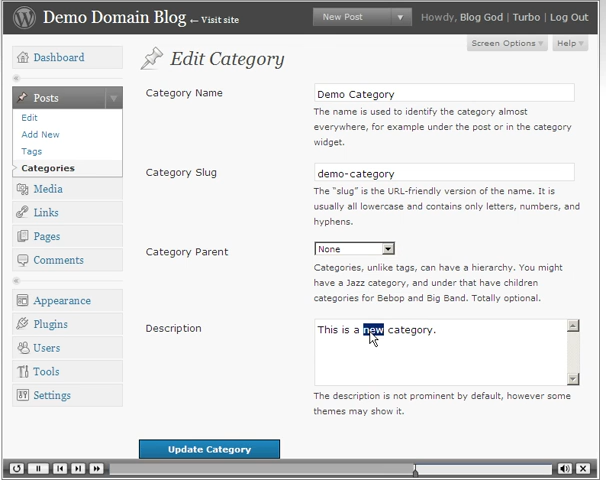 Demo Domain Blog ← Visit site
New Post
Howdy, Blog God | Turbo | Log Out
Screen Options
Help
Dashboard
Posts
Edit
Add New
Tags
Categories
Media
Links
Pages
Comments
Appearance
Plugins
Users
Tools
Settings
Edit Category
Category Name
Demo Category
The name is used to identify the category almost
everywhere, for example under the post or in the category
widget.
Category Slug
demo-category
The “slug” is the URL-friendly version of the name. It is
usually all lowercase and contains only letters, numbers, and
hyphens.
Category Parent
None
Categories, unlike tags, can have a hierarchy. You might
have a Jazz category, and under that have children
categories for Bebop and Big Band. Totally optional.
Description
This is a new category.
The description is not prominent by default, however some
themes may show it.
Update Category